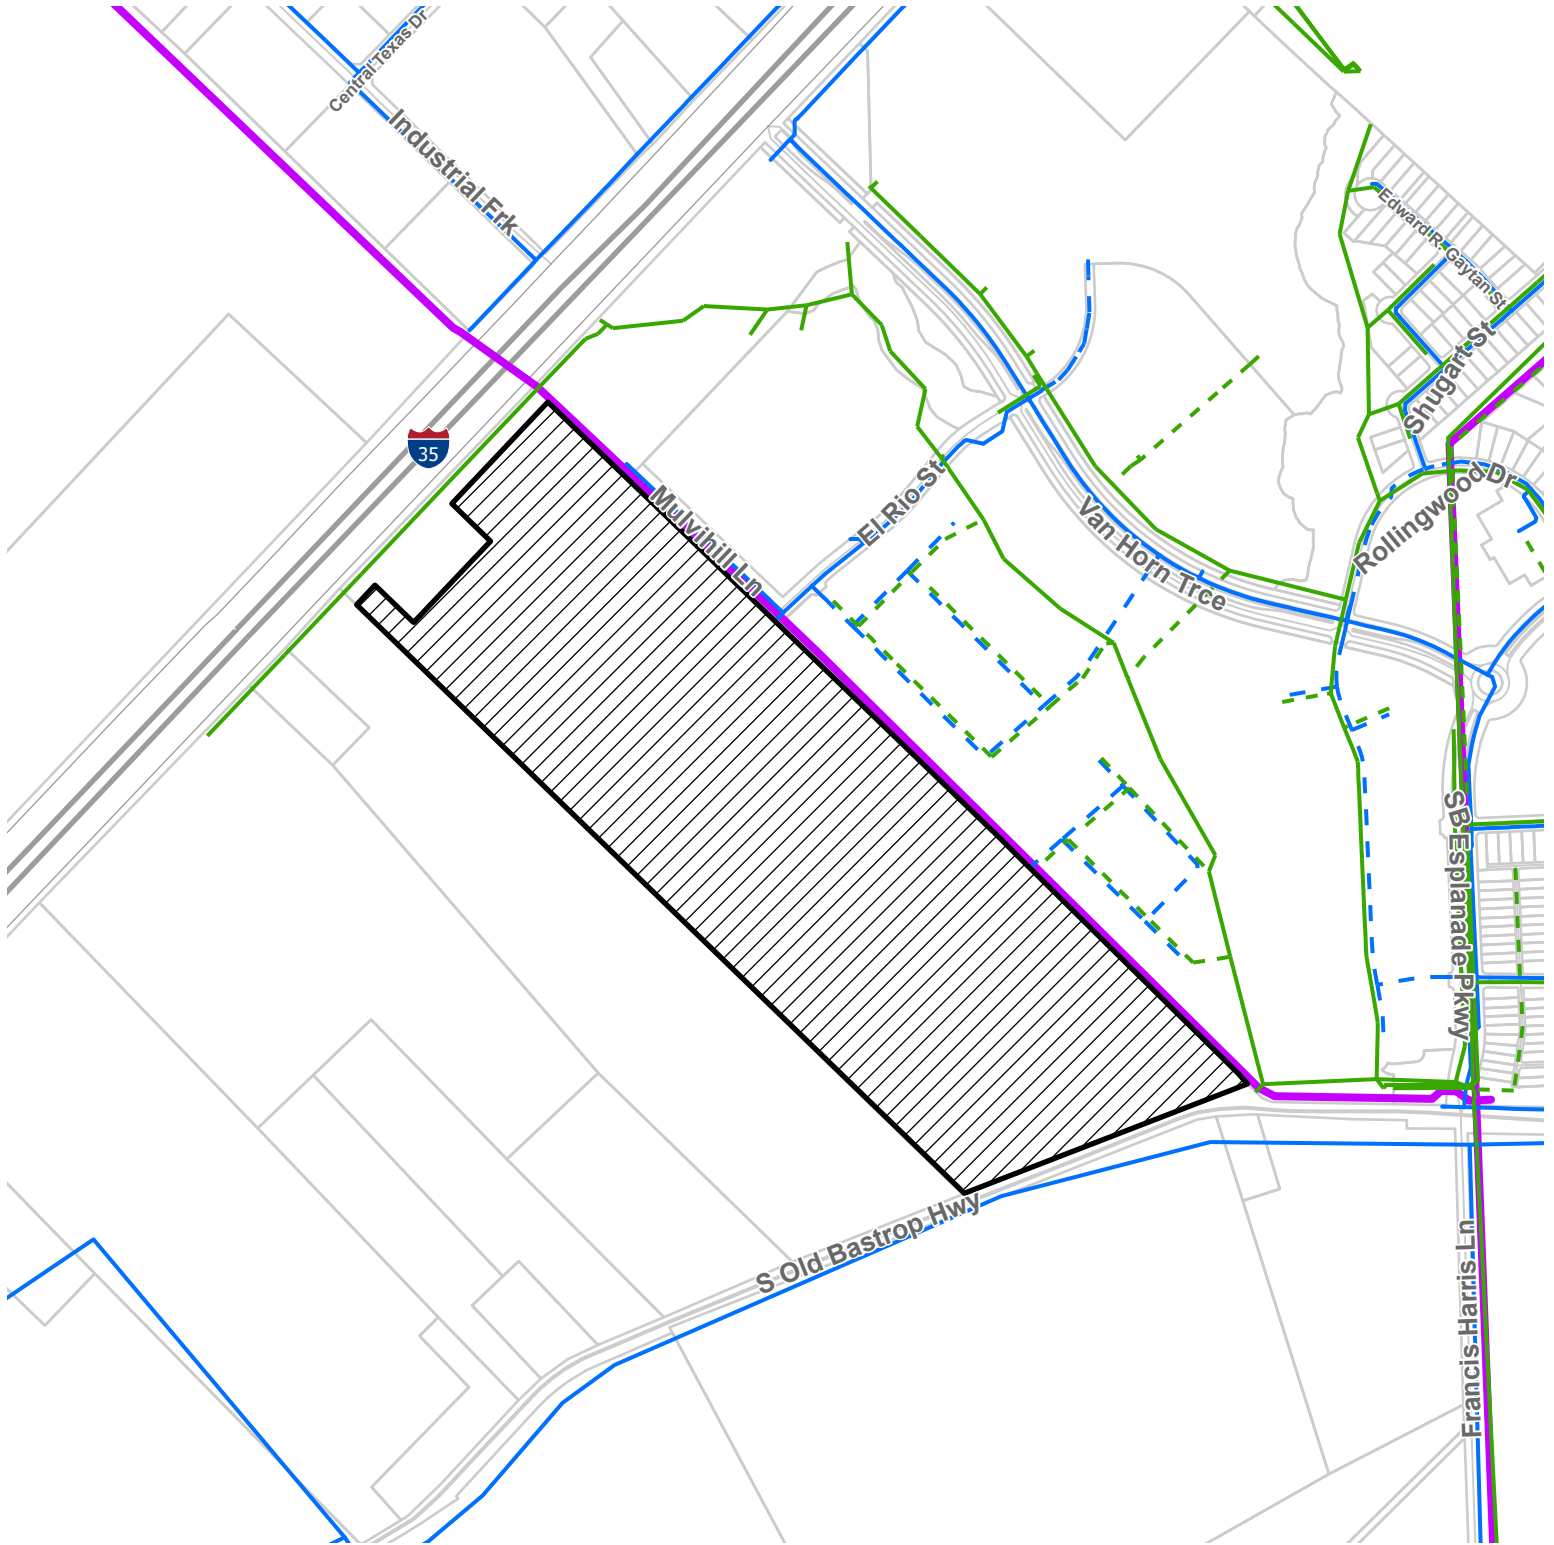 Central Texas Dr
Industrial Frk
Edward R. Gaytan St
Shugart St
35
Rollingwood Dr
El Rio St
Mulvihill Ln
Van Horn Trce
SB Esplanade Pkwy
S Old Bastrop Hwy
Francis Harris Ln